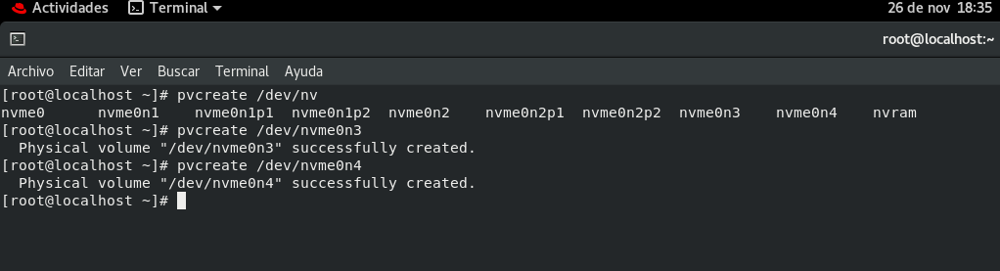 Actividades Terminal 26 de nov 18:35
root@localhost:~
Archivo Editar Ver Buscar Terminal Ayuda
[root@localhost ~]# pvcreate /dev/nv
nvme0 nvme0n1 nvme0n1p1 nvme0n1p2 nvme0n2 nvme0n2p1 nvme0n2p2 nvme0n3 nvme0n4 nvram
[root@localhost ~]# pvcreate /dev/nvme0n3
Physical volume "/dev/nvme0n3" successfully created.
[root@localhost ~]# pvcreate /dev/nvme0n4
Physical volume "/dev/nvme0n4" successfully created.
[root@localhost ~]#